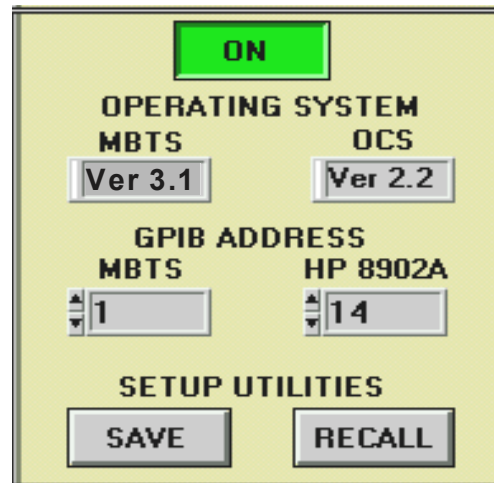 ON
OPERATING SYSTEM
MBTS OCS
Ver 3.1 Ver 2.2
GPIB ADDRESS
MBTS HP 8902A
1 14
SETUP UTILITIES
SAVE RECALL